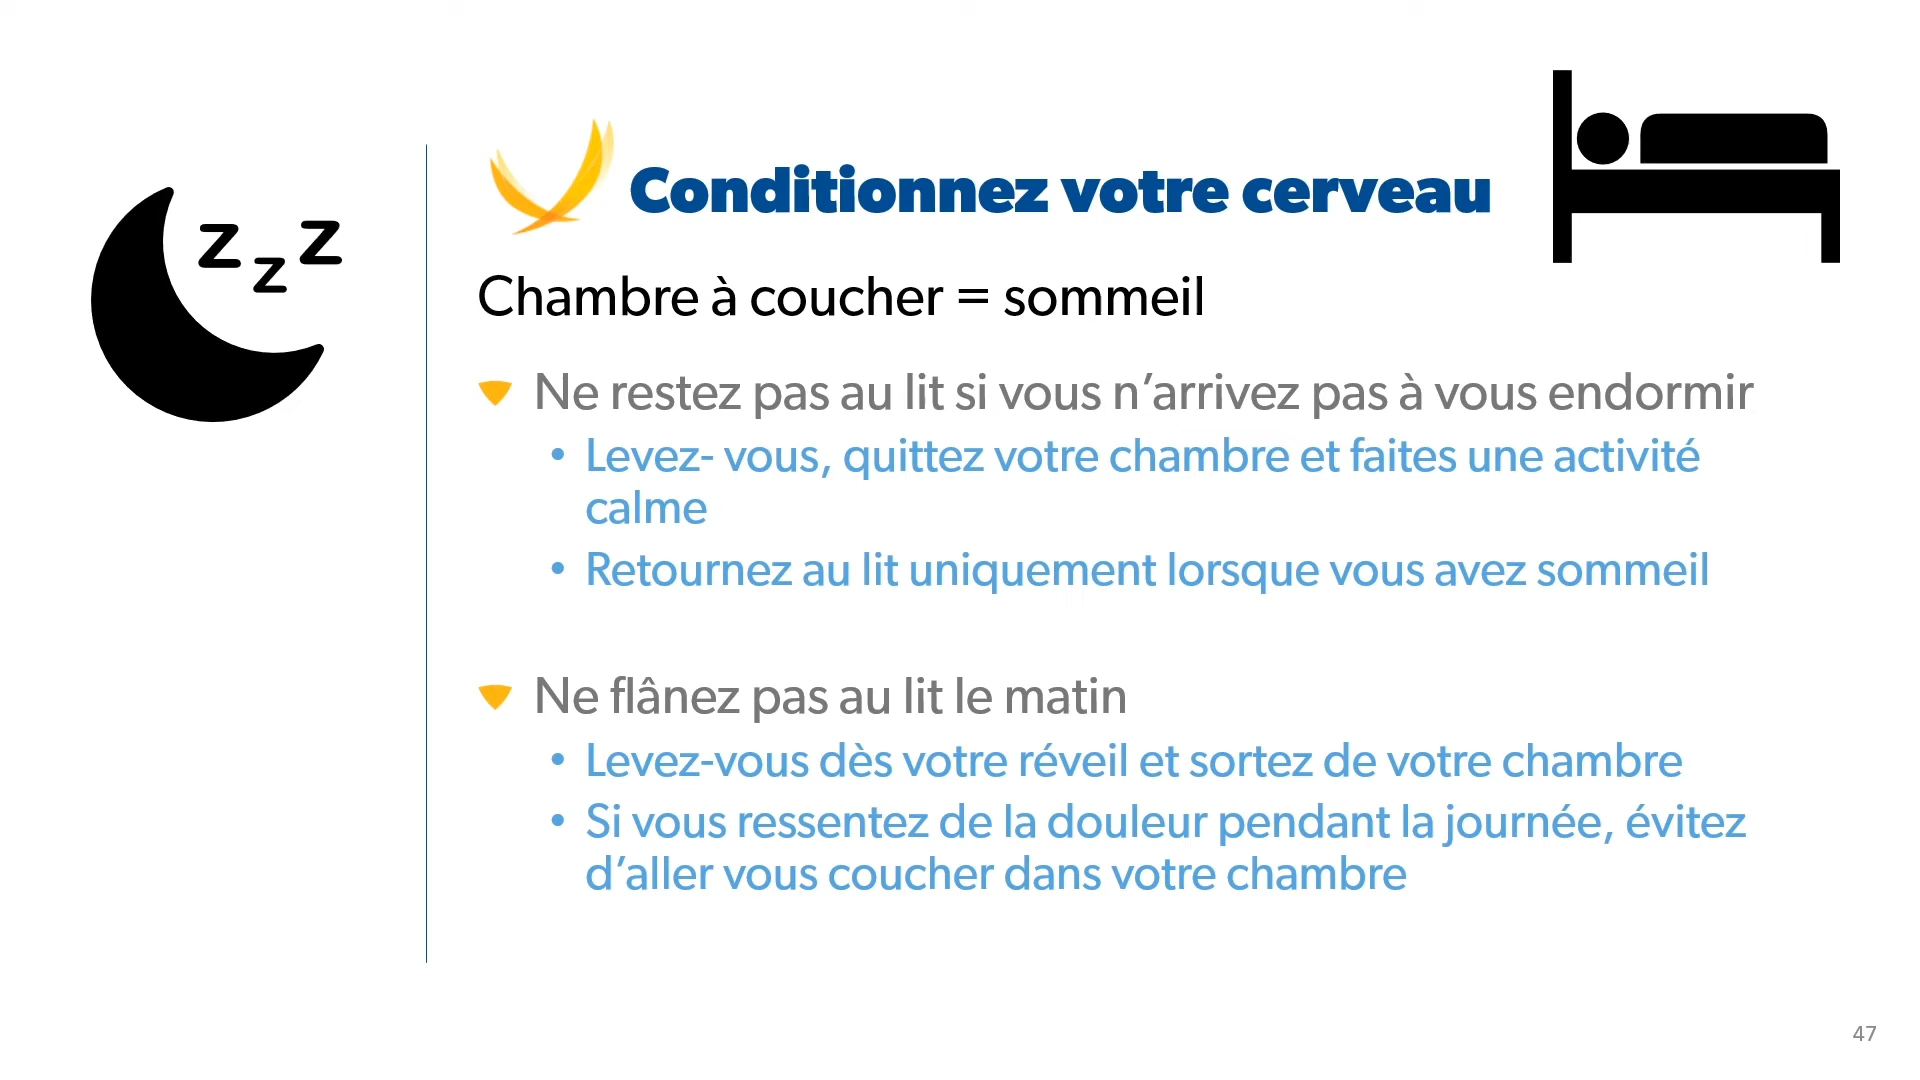 z z z
Conditionnez votre cerveau
Chambre à coucher = sommeil
Ne restez pas au lit si vous n’arrivez pas à vous endormir
• Levez- vous, quittez votre chambre et faites une activité
calme
• Retournez au lit uniquement lorsque vous avez sommeil
Ne flânez pas au lit le matin
• Levez-vous dès votre réveil et sortez de votre chambre
• Si vous ressentez de la douleur pendant la journée, évitez
d’aller vous coucher dans votre chambre
47